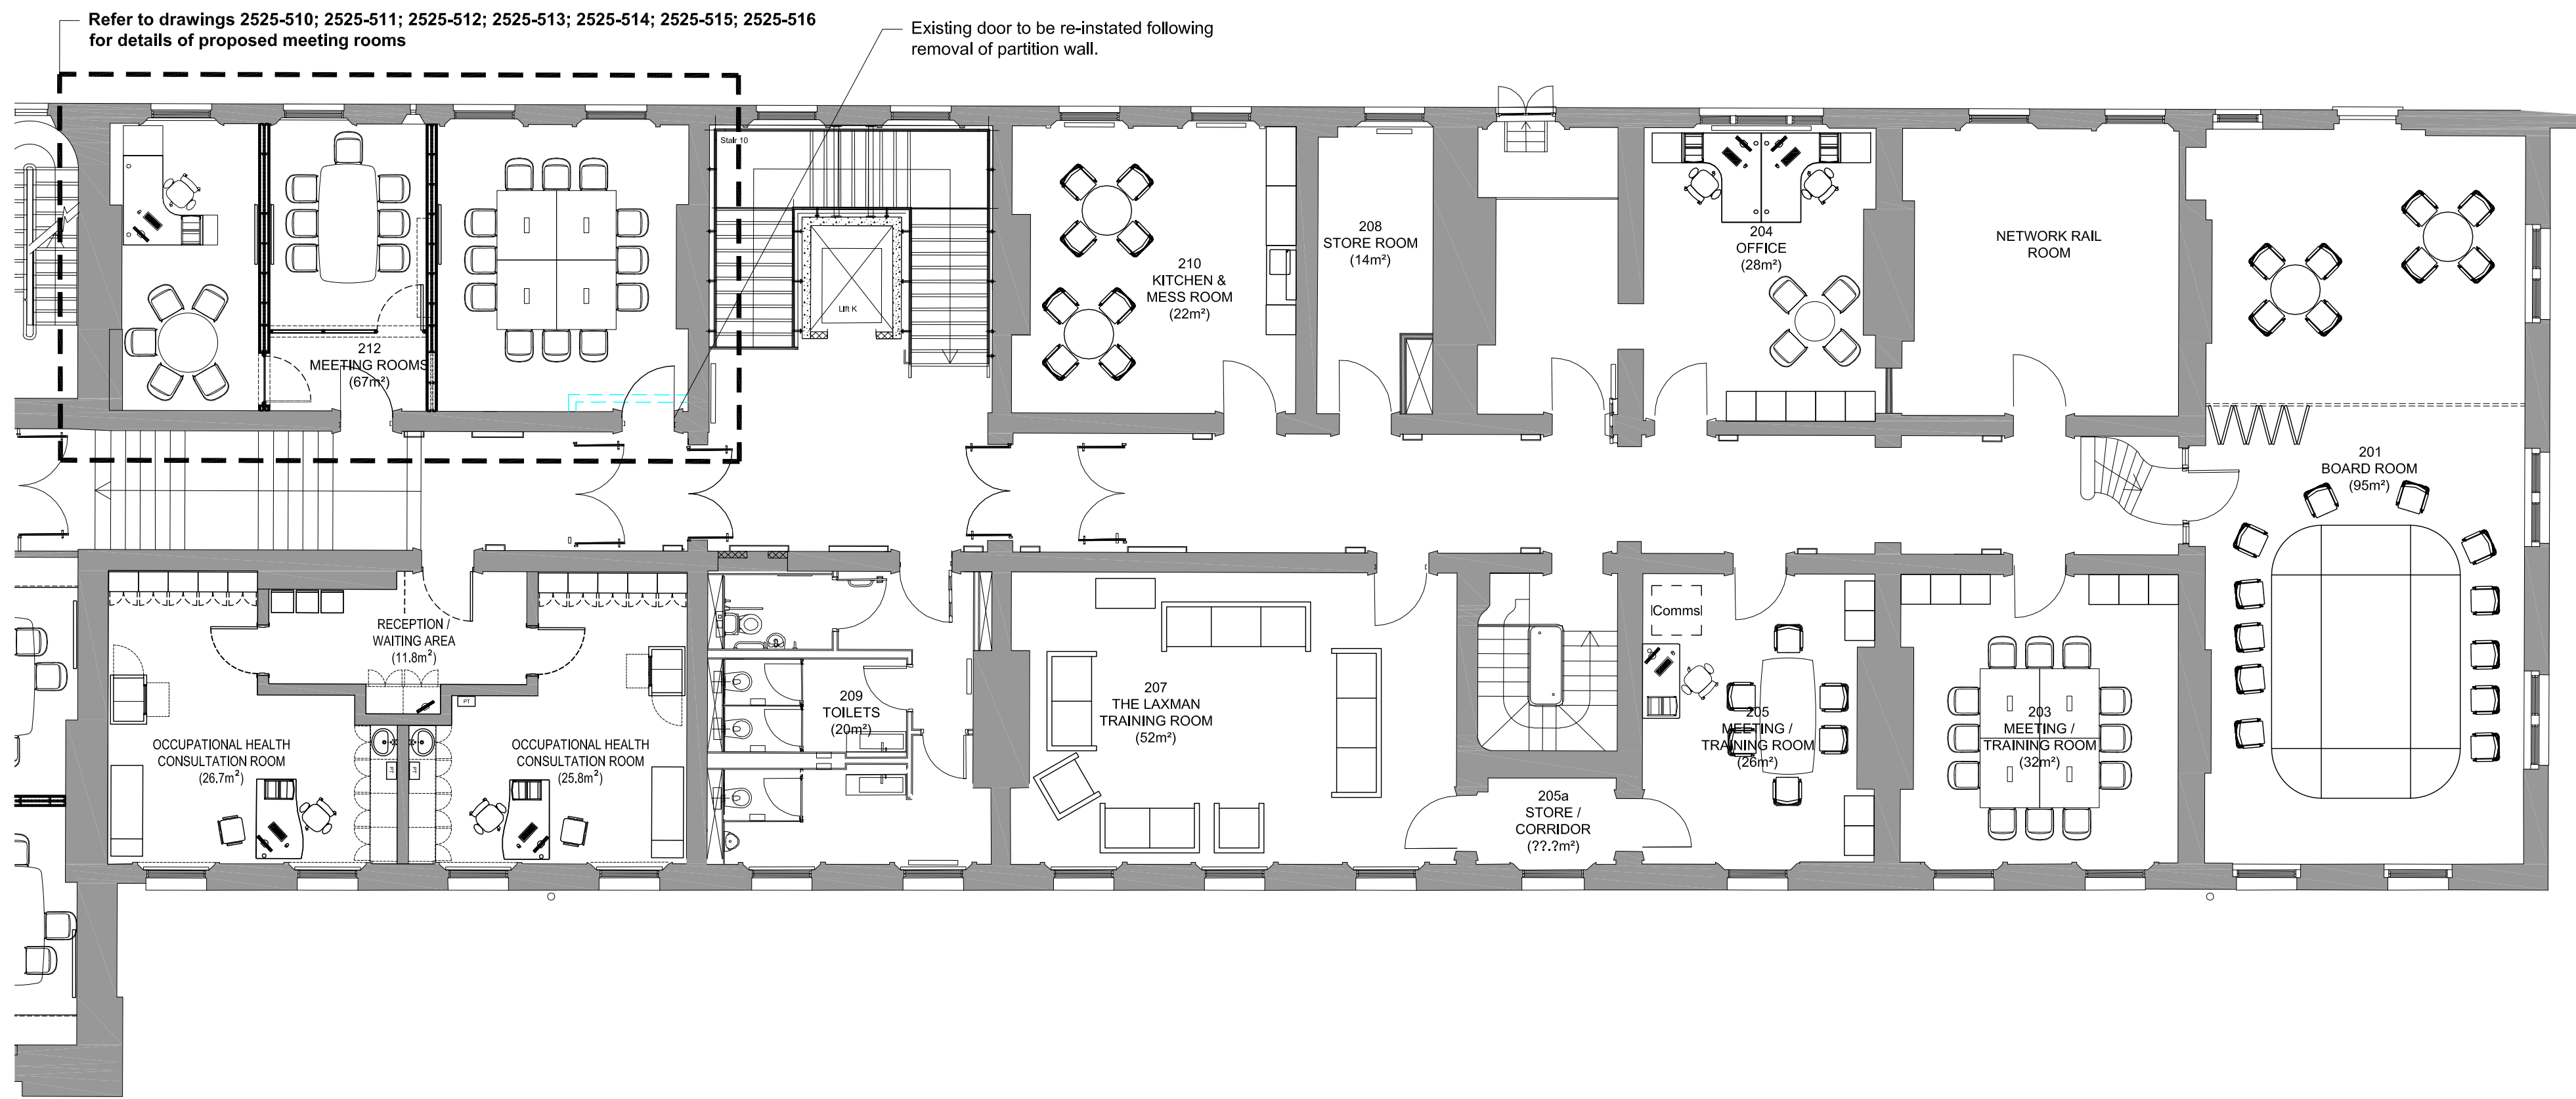 Refer to drawings 2525-510; 2525-511; 2525-512; 2525-513; 2525-514; 2525-515; 2525-516
for details of proposed meeting rooms
Existing door to be re-instated following
removal of partition wall.
Stair 10
Lift K
212
MEETING ROOMS
(67m²)
210
KITCHEN &
MESS ROOM
(22m²)
208
STORE ROOM
(14m²)
204
OFFICE
(28m²)
NETWORK RAIL
ROOM
201
BOARD ROOM
(95m²)
RECEPTION /
WAITING AREA
(11.8m²)
OCCUPATIONAL HEALTH
CONSULTATION ROOM
(26.7m²)
PT
OCCUPATIONAL HEALTH
CONSULTATION ROOM
(25.8m²)
209
TOILETS
(20m²)
207
THE LAXMAN
TRAINING ROOM
(52m²)
205a
STORE /
CORRIDOR
(??.?m²)
Comms
205
MEETING /
TRAINING ROOM
(26m²)
203
MEETING /
TRAINING ROOM
(32m²)